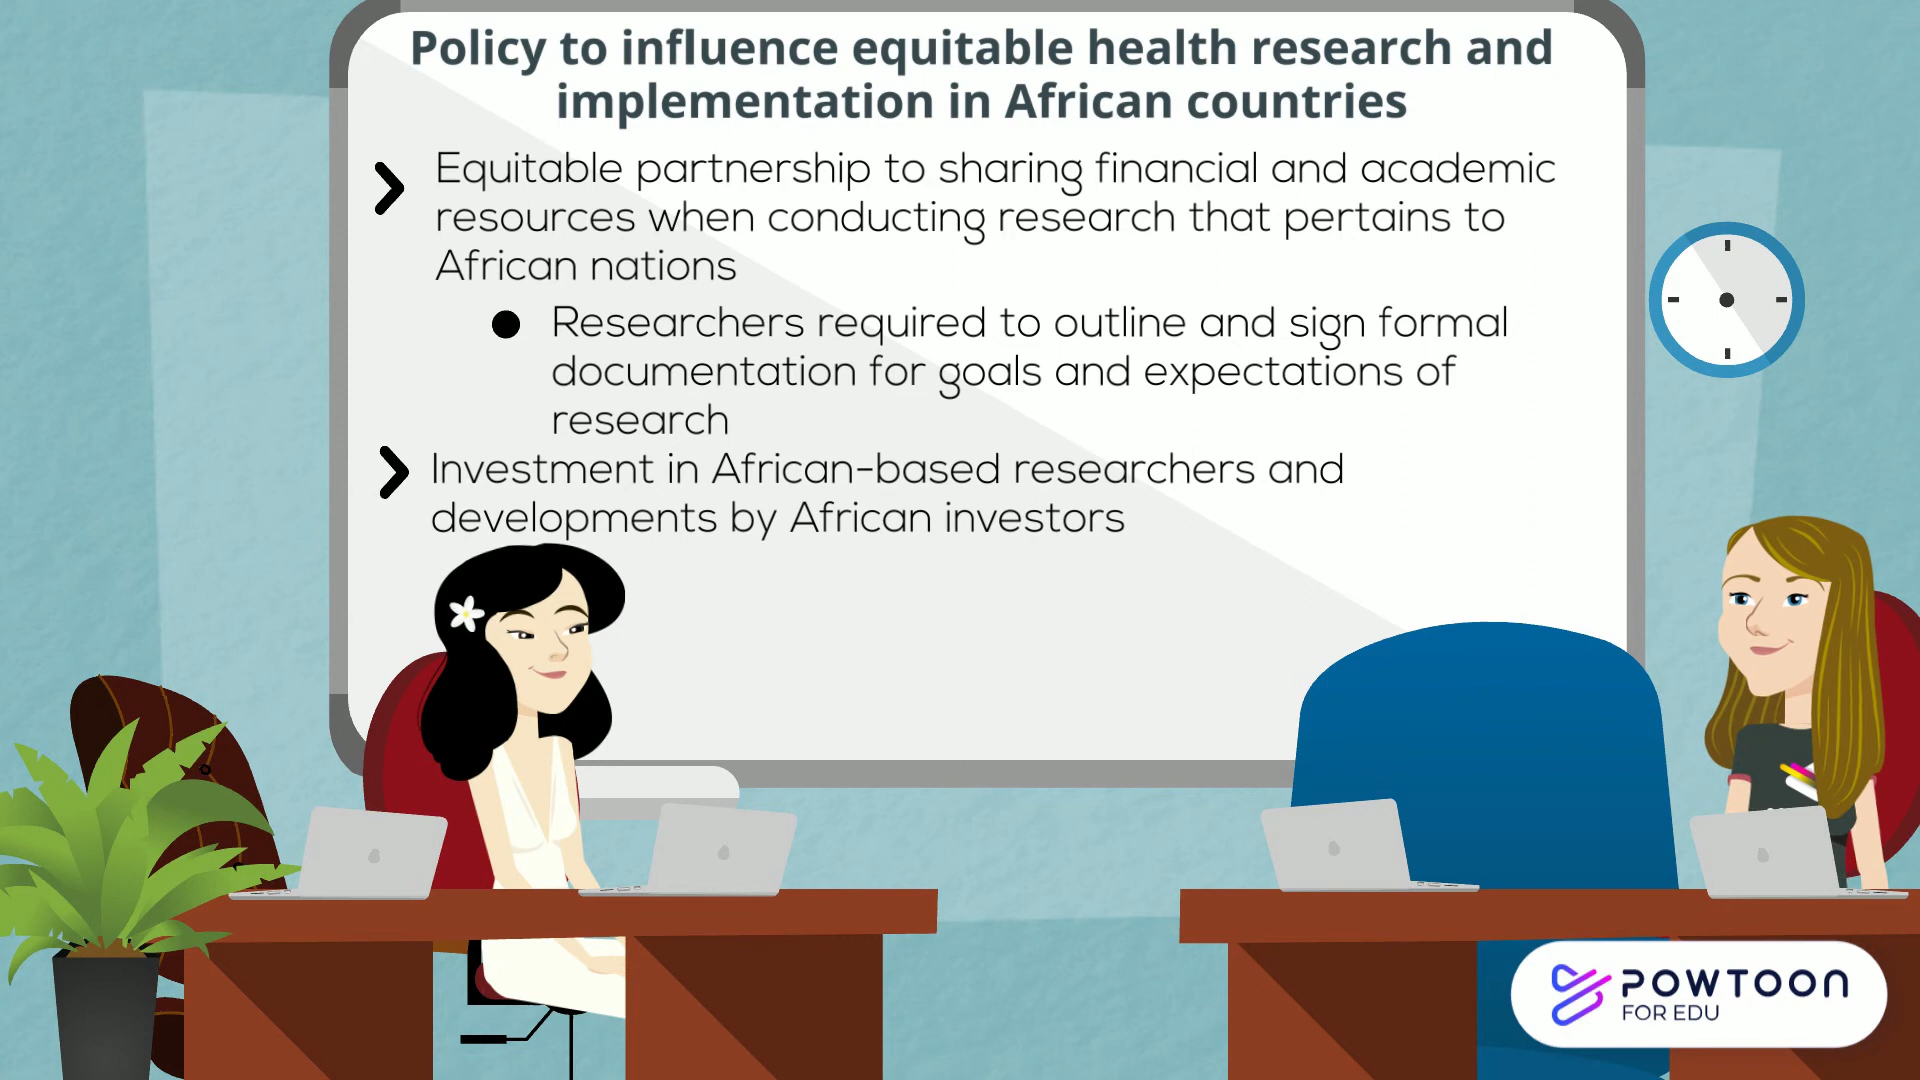 Policy to influence equitable health research and
implementation in African countries
Equitable partnership to sharing financial and academic
resources when conducting research that pertains to
African nations
Researchers required to outline and sign formal
documentation for goals and expectations of
research
Investment in African-based researchers and
developments by African investors
POWTOON
FOR EDU